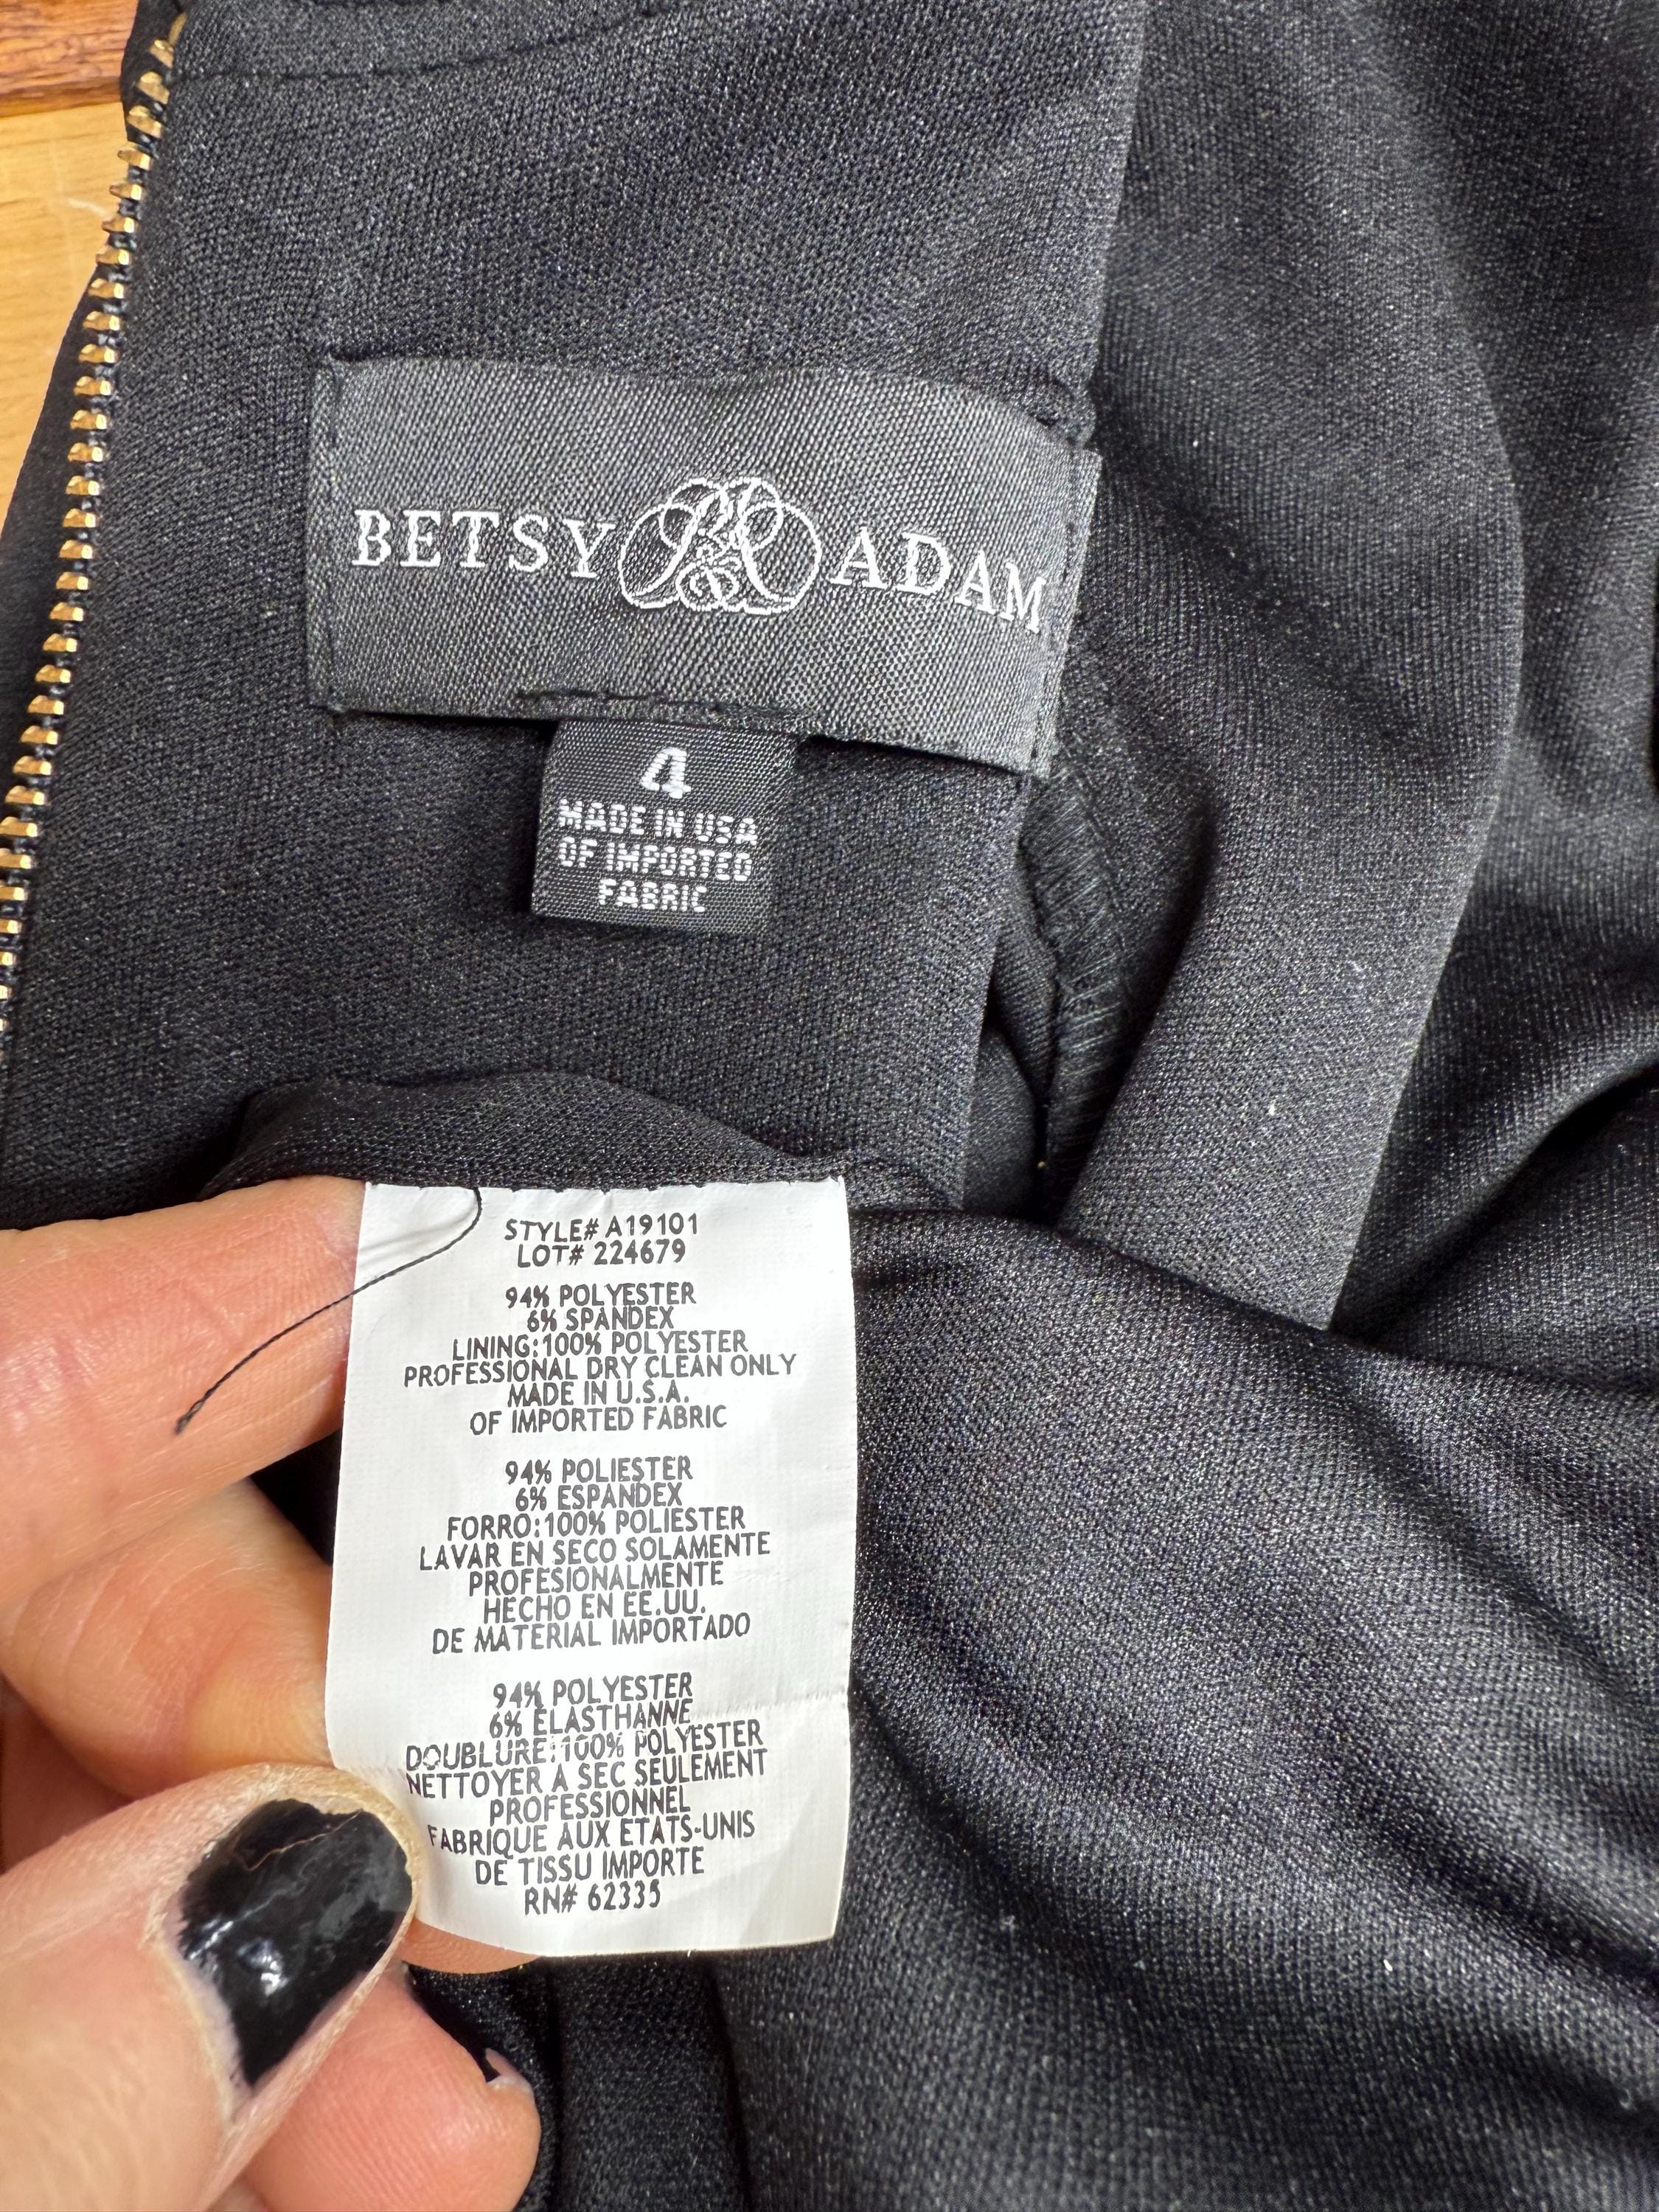 BETSY ADAM
4
MADE IN USA
OF IMPORTED
FABRIC
STYLE# A19101
LOT# 224679
94% POLYESTER
6% SPANDEX
LINING:100% POLYESTER
PROFESSIONAL DRY CLEAN ONLY
MADE IN U.S.A.
OF IMPORTED FABRIC
94% POLIESTER
6% ESPANDEX
FORRO:100% POLIESTER
LAVAR EN SECO SOLAMENTE
PROFESIONALMENTE
HECHO EN EE.UU.
DE MATERIAL IMPORTADO
94% POLYESTER
6% ELASTHANNE
DOUBLURE:100% POLYESTER
NETTOYER A SEC SEULEMENT
PROFESSIONNEL
FABRIQUE AUX ETATS-UNIS
DE TISSU IMPORTE
RN# 62335